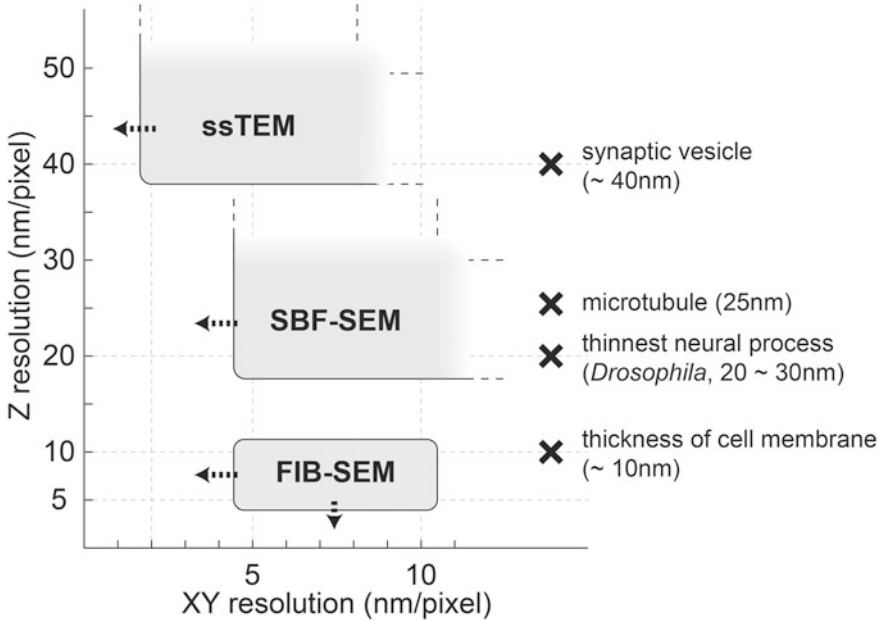 50
ssTEM
40
synaptic vesicle
(~ 40nm)
Z resolution (nm/pixel)
30
SBF-SEM
microtubule (25nm)
20
thinnest neural process
(Drosophila, 20 ~ 30nm)
10
thickness of cell membrane
(~ 10nm)
FIB-SEM
5
5
10
XY resolution (nm/pixel)